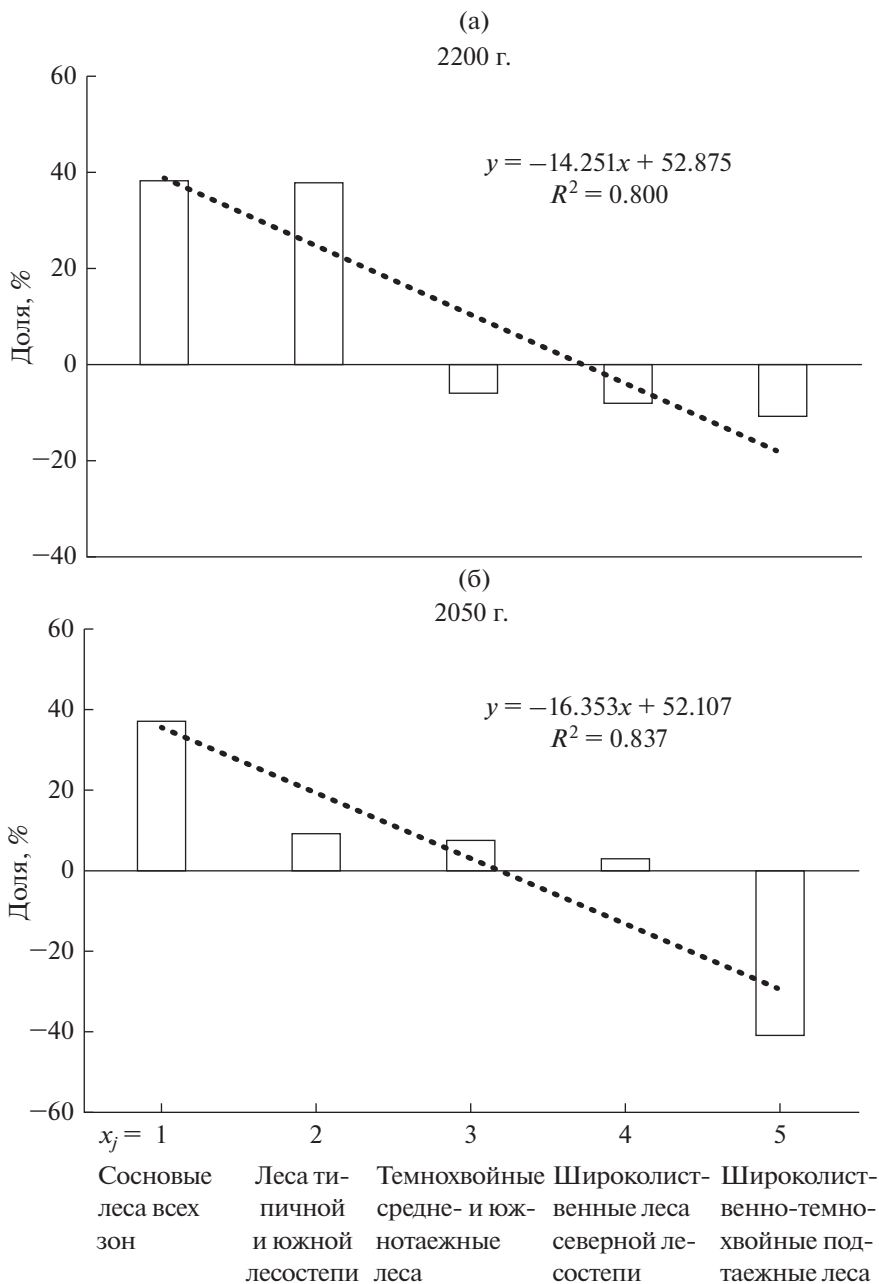 (а)
2200 г.
60
40
20
0
−20
−40
Доля, %
y = −14.251x + 52.875
R² = 0.800
(б)
2050 г.
60
40
20
0
−20
−40
−60
Доля, %
y = −16.353x + 52.107
R² = 0.837
xⱼ = 1 2 3 4 5
Сосновые
леса всех
зон
Леса ти-
пичной
и южной
лесостепи
Темнохвойные
средне- и юж-
нотаежные
леса
Широколист-
венные леса
северной ле-
состепи
Широколист-
венно-темно-
хвойные под-
таежные леса